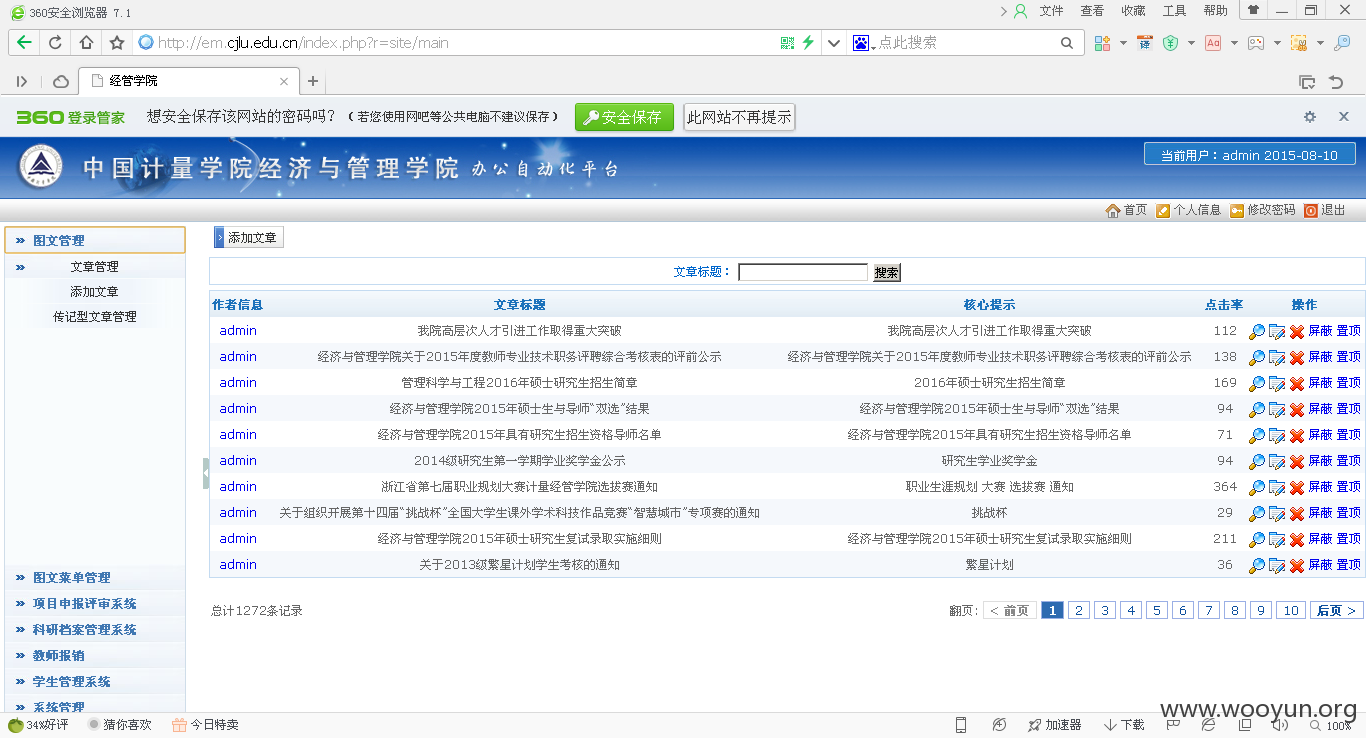 360安全浏览器 7.1
文件 查看 收藏 工具 帮助
http://em.cjlu.edu.cn/index.php?r=site/main
点此搜索
经管学院
360登录管家 想安全保存该网站的密码吗？（若您使用网吧等公共电脑不建议保存） 安全保存 此网站不再提示
中国计量学院经济与管理学院 办公自动化平台
当前用户：admin 2015-08-10
首页 个人信息 修改密码 退出
图文管理
文章管理
添加文章
传记型文章管理
图文菜单管理
项目申报评审系统
科研档案管理系统
教师报销
学生管理系统
系统管理
添加文章
文章标题： 搜索
作者信息 文章标题 核心提示 点击率 操作
admin 我院高层次人才引进工作取得重大突破 我院高层次人才引进工作取得重大突破 112 屏蔽 置顶
admin 经济与管理学院关于2015年度教师专业技术职务评聘综合考核表的评前公示 经济与管理学院关于2015年度教师专业技术职务评聘综合考核表的评前公示 138 屏蔽 置顶
admin 管理科学与工程2016年硕士研究生招生简章 2016年硕士研究生招生简章 169 屏蔽 置顶
admin 经济与管理学院2015年硕士生与导师“双选”结果 经济与管理学院2015年硕士生与导师“双选”结果 94 屏蔽 置顶
admin 经济与管理学院2015年具有研究生招生资格导师名单 经济与管理学院2015年具有研究生招生资格导师名单 71 屏蔽 置顶
admin 2014级研究生第一学期学业奖学金公示 研究生学业奖学金 94 屏蔽 置顶
admin 浙江省第七届职业规划大赛计量经管学院选拔赛通知 职业生涯规划 大赛 选拔赛 通知 364 屏蔽 置顶
admin 关于组织开展第十四届“挑战杯”全国大学生课外学术科技作品竞赛“智慧城市”专项赛的通知 挑战杯 29 屏蔽 置顶
admin 经济与管理学院2015年硕士研究生复试录取实施细则 经济与管理学院2015年硕士研究生复试录取实施细则 211 屏蔽 置顶
admin 关于2013级繁星计划学生考核的通知 繁星计划 36 屏蔽 置顶
总计1272条记录
翻页： < 前页 1 2 3 4 5 6 7 8 9 10 后页 >
34%好评 猜你喜欢 今日特卖
加速器 下载 100%
www.wooyun.org